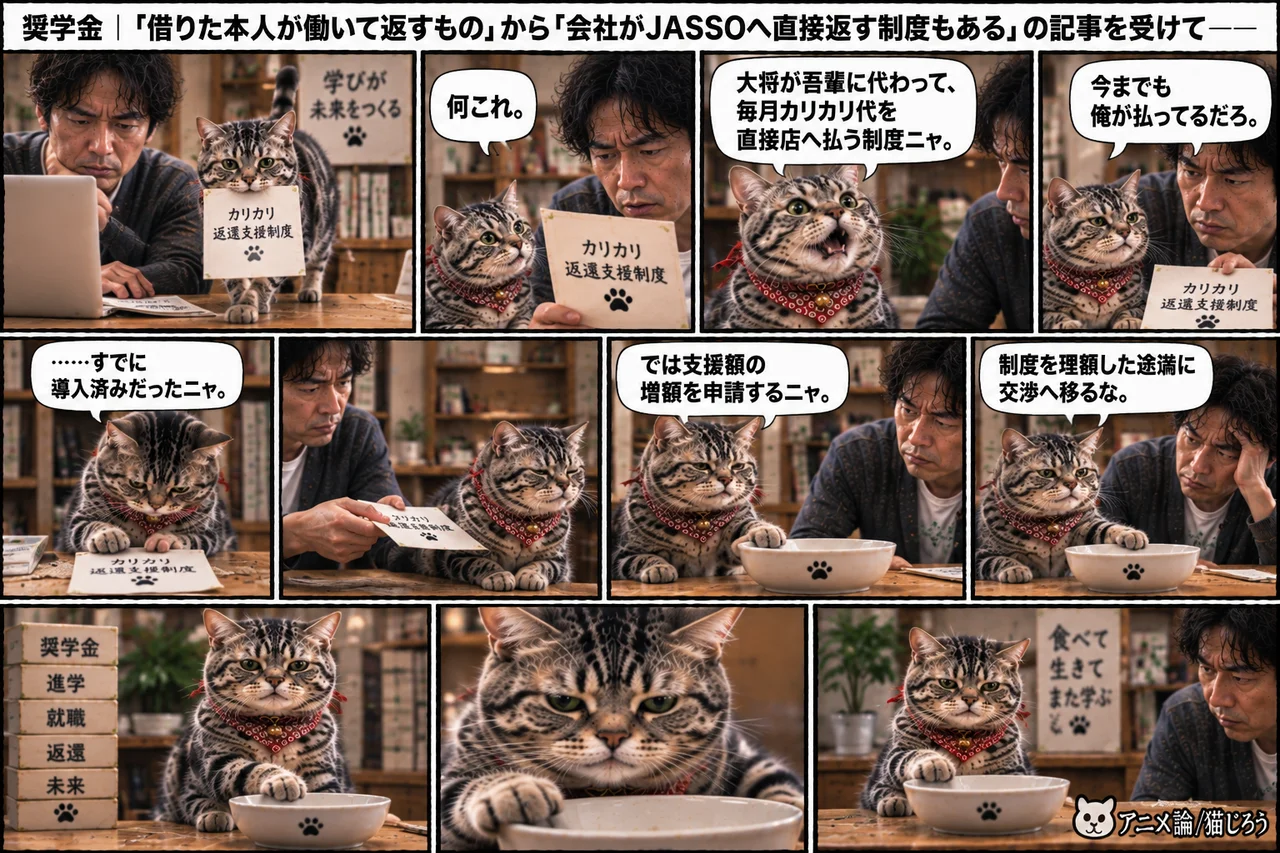 奨学金｜「借りた本人が働いて返すもの」から「会社がJASSOへ直接返す制度もある」の記事を受けて――
学びが
未来をつくる
カリカリ
返還支援制度
何これ。
カリカリ
返還支援制度
大将が吾輩に代わって、
毎月カリカリ代を
直接店へ払う制度ニャ。
今までも
俺が払ってるだろ。
カリカリ
返還支援制度
……すでに
導入済みだったニャ。
カリカリ
返還支援制度
カリカリ
では支援額の
増額を申請するニャ。
制度を理額した途満に
交渉へ移るな。
奨学金
進学
就職
返還
未来
食べて
生きて
また学ぶ
アニメ論/猫じろう